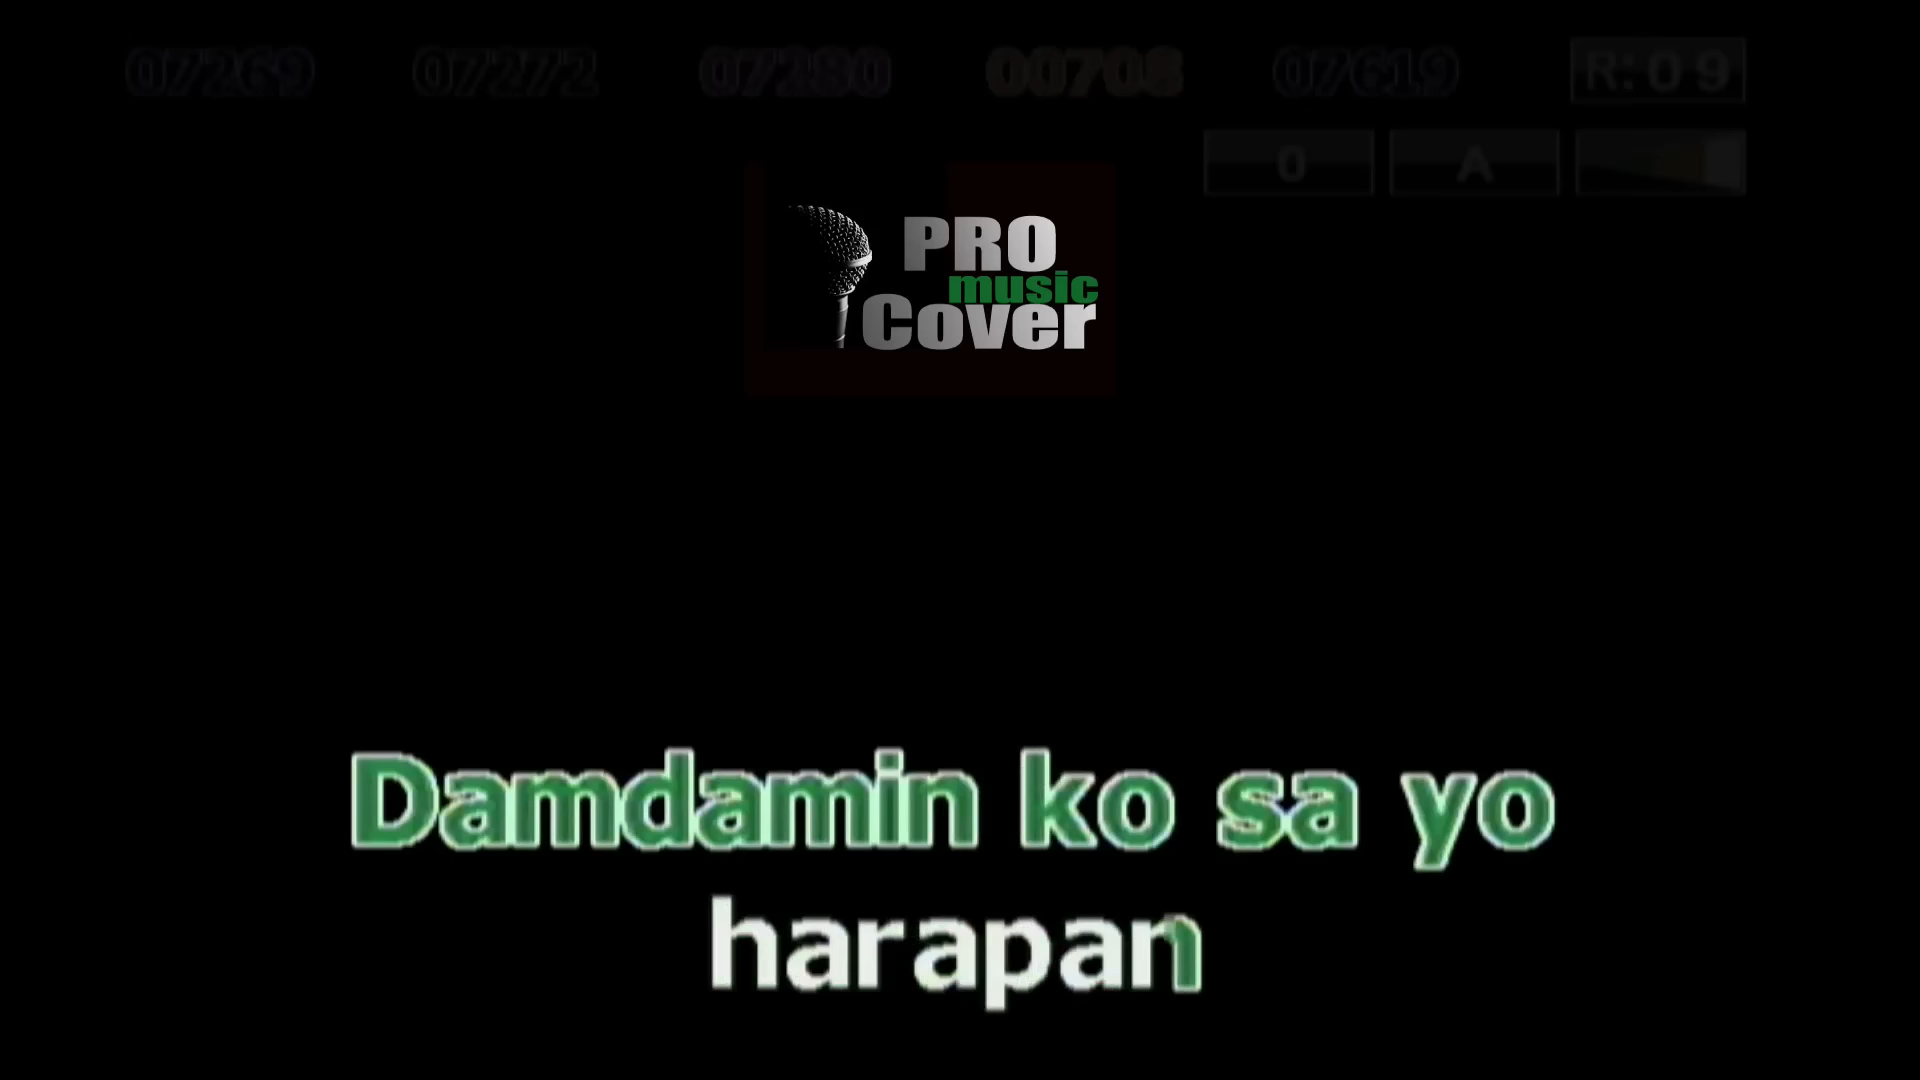 07269 07272 07280 00708 07619 R:09
0 A
PRO
music
Cover
Damdamin ko sa yo
harapan